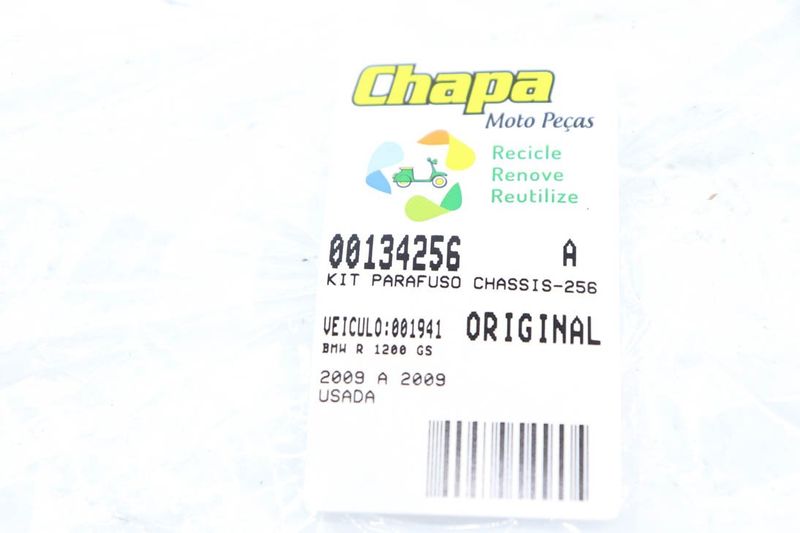 Chapa
Moto Peças
Recicle
Renove
Reutilize
00134256 A
KIT PARAFUSO CHASSIS-256
VEICULO:001941 ORIGINAL
BMW R 1200 GS
2009 A 2009
USADA